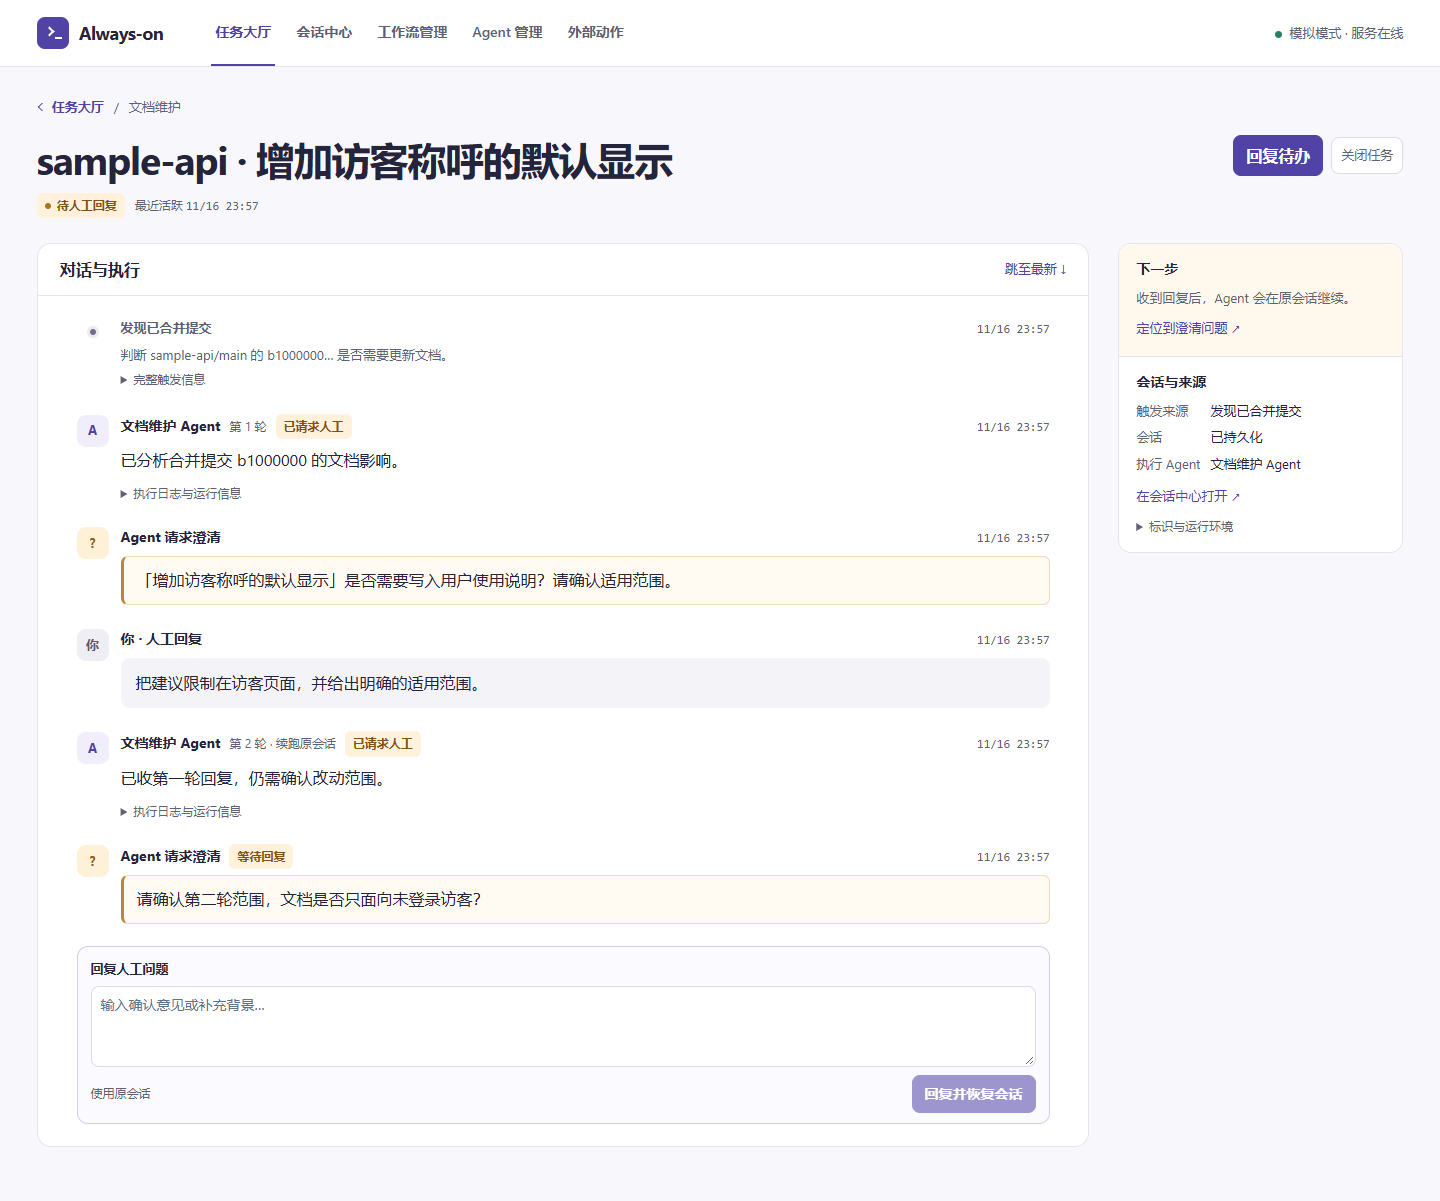 Always-on
任务大厅
会话中心
工作流管理
Agent 管理
外部动作
模拟模式 · 服务在线
‹ 任务大厅 / 文档维护
sample-api · 增加访客称呼的默认显示
回复待办
关闭任务
待人工回复 最近活跃 11/16 23:57
对话与执行
跳至最新 ↓
发现已合并提交 11/16 23:57
判断 sample-api/main 的 b1000000… 是否需要更新文档。
▶ 完整触发信息
A 文档维护 Agent 第 1 轮 已请求人工 11/16 23:57
已分析合并提交 b1000000 的文档影响。
▶ 执行日志与运行信息
? Agent 请求澄清 11/16 23:57
「增加访客称呼的默认显示」是否需要写入用户使用说明？请确认适用范围。
你 你 · 人工回复 11/16 23:57
把建议限制在访客页面，并给出明确的适用范围。
A 文档维护 Agent 第 2 轮 · 续跑原会话 已请求人工 11/16 23:57
已收第一轮回复，仍需确认改动范围。
▶ 执行日志与运行信息
? Agent 请求澄清 等待回复 11/16 23:57
请确认第二轮范围，文档是否只面向未登录访客？
回复人工问题
输入确认意见或补充背景...
使用原会话
回复并恢复会话
下一步
收到回复后，Agent 会在原会话继续。
定位到澄清问题 ↗
会话与来源
触发来源 发现已合并提交
会话 已持久化
执行 Agent 文档维护 Agent
在会话中心打开 ↗
▶ 标识与运行环境